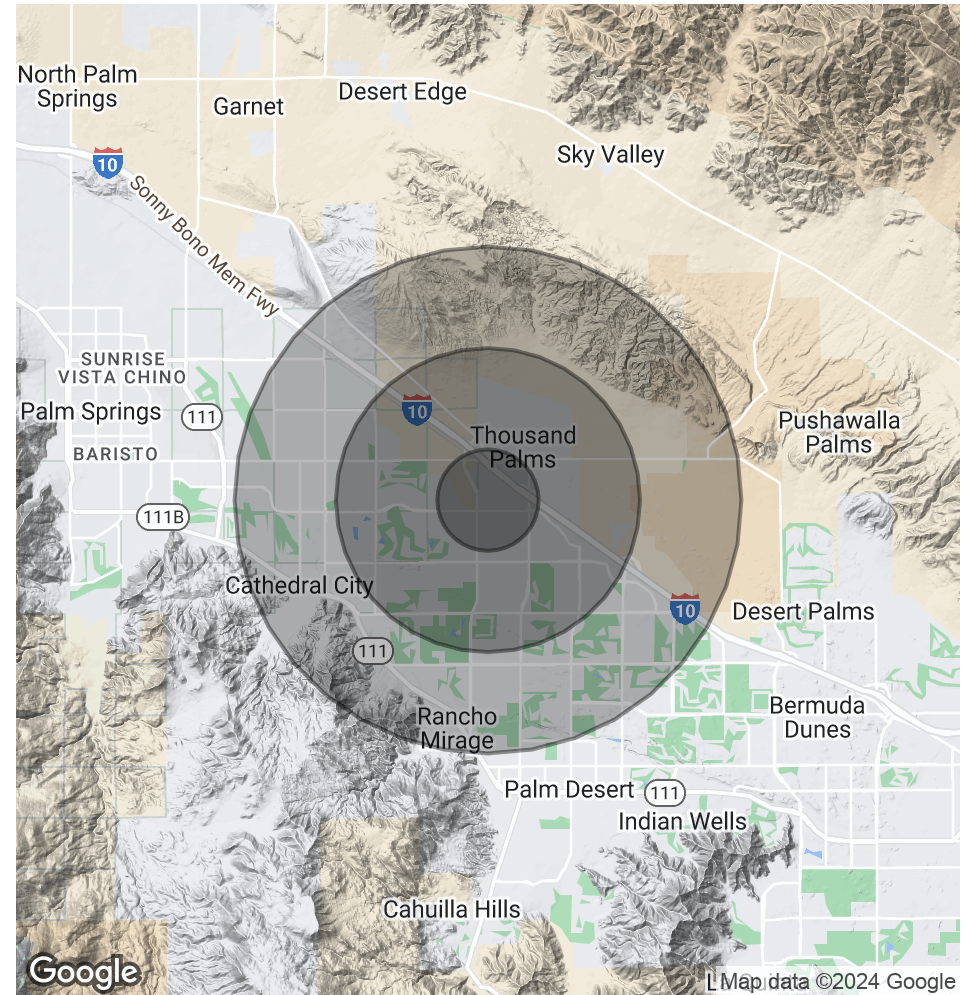 North Palm
Springs
Garnet
Desert Edge
Sky Valley
10
Sonny Bono Mem Fwy
SUNRISE
VISTA CHINO
Palm Springs
111
BARISTO
10
Thousand
Palms
Pushawalla
Palms
111B
Cathedral City
10
Desert Palms
111
Rancho
Mirage
Bermuda
Dunes
Palm Desert
111
Indian Wells
Cahuilla Hills
Google
Map data ©2024 Google